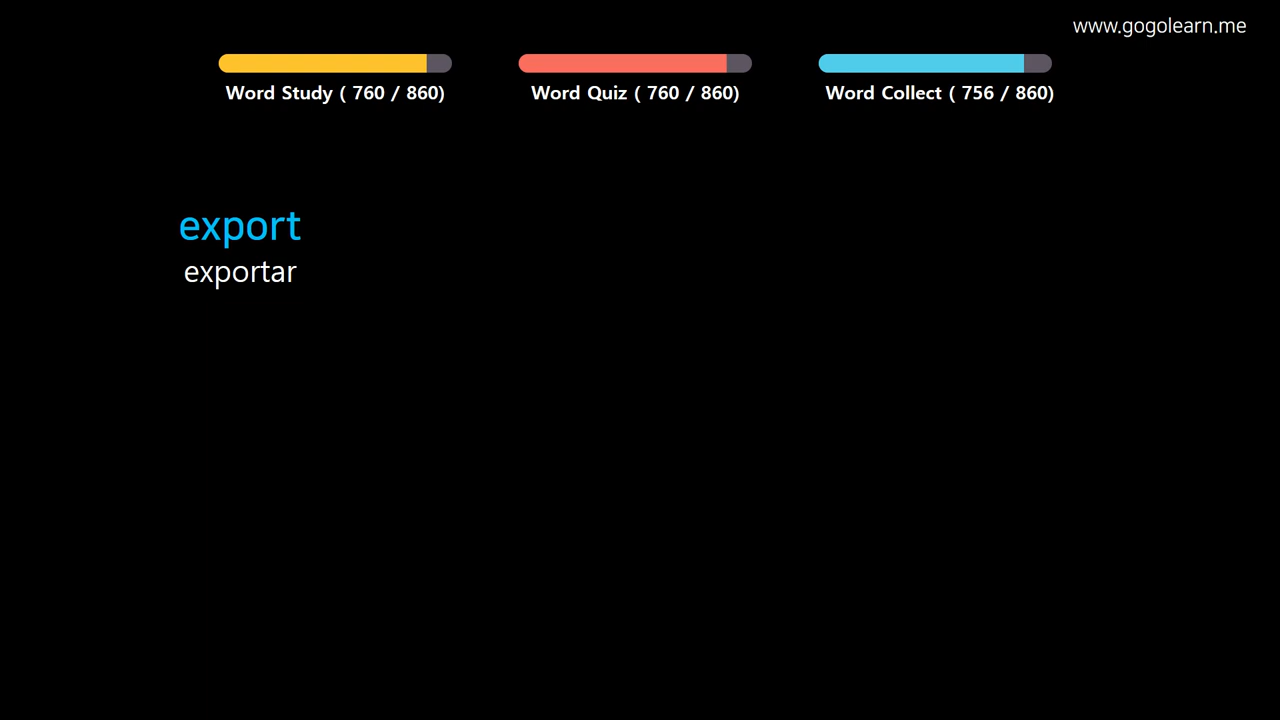 www.gogolearn.me
Word Study ( 760 / 860)
Word Quiz ( 760 / 860)
Word Collect ( 756 / 860)
export
exportar